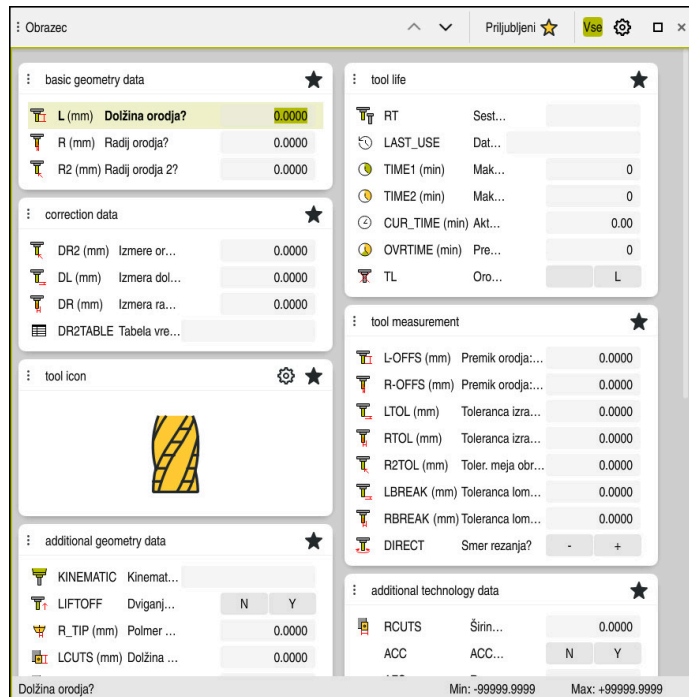 Obrazec
Priljubljeni
Vse
basic geometry data
L (mm) Dolžina orodja? 0.0000
R (mm) Radij orodja? 0.0000
R2 (mm) Radij orodja 2? 0.0000
correction data
DR2 (mm) Izmere or... 0.0000
DL (mm) Izmera dol... 0.0000
DR (mm) Izmera ra... 0.0000
DR2TABLE Tabela vre...
tool icon
additional geometry data
KINEMATIC Kinemat...
LIFTOFF Dviganj... N Y
R_TIP (mm) Polmer ... 0.0000
LCUTS (mm) Dolžina ... 0.0000
tool life
RT Sest...
LAST_USE Dat...
TIME1 (min) Mak... 0
TIME2 (min) Mak... 0
CUR_TIME (min) Akt... 0.00
OVRTIME (min) Pre... 0
TL Oro... L
tool measurement
L-OFFS (mm) Premik orodja:... 0.0000
R-OFFS (mm) Premik orodja:... 0.0000
LTOL (mm) Toleranca izra... 0.0000
RTOL (mm) Toleranca izra... 0.0000
R2TOL (mm) Toler. meja obr... 0.0000
LBREAK (mm) Toleranca lom... 0.0000
RBREAK (mm) Toleranca lom... 0.0000
DIRECT Smer rezanja? - +
additional technology data
RCUTS Širin... 0.0000
ACC ACC... N Y
Dolžina orodja? Min: -99999.9999 Max: +99999.9999